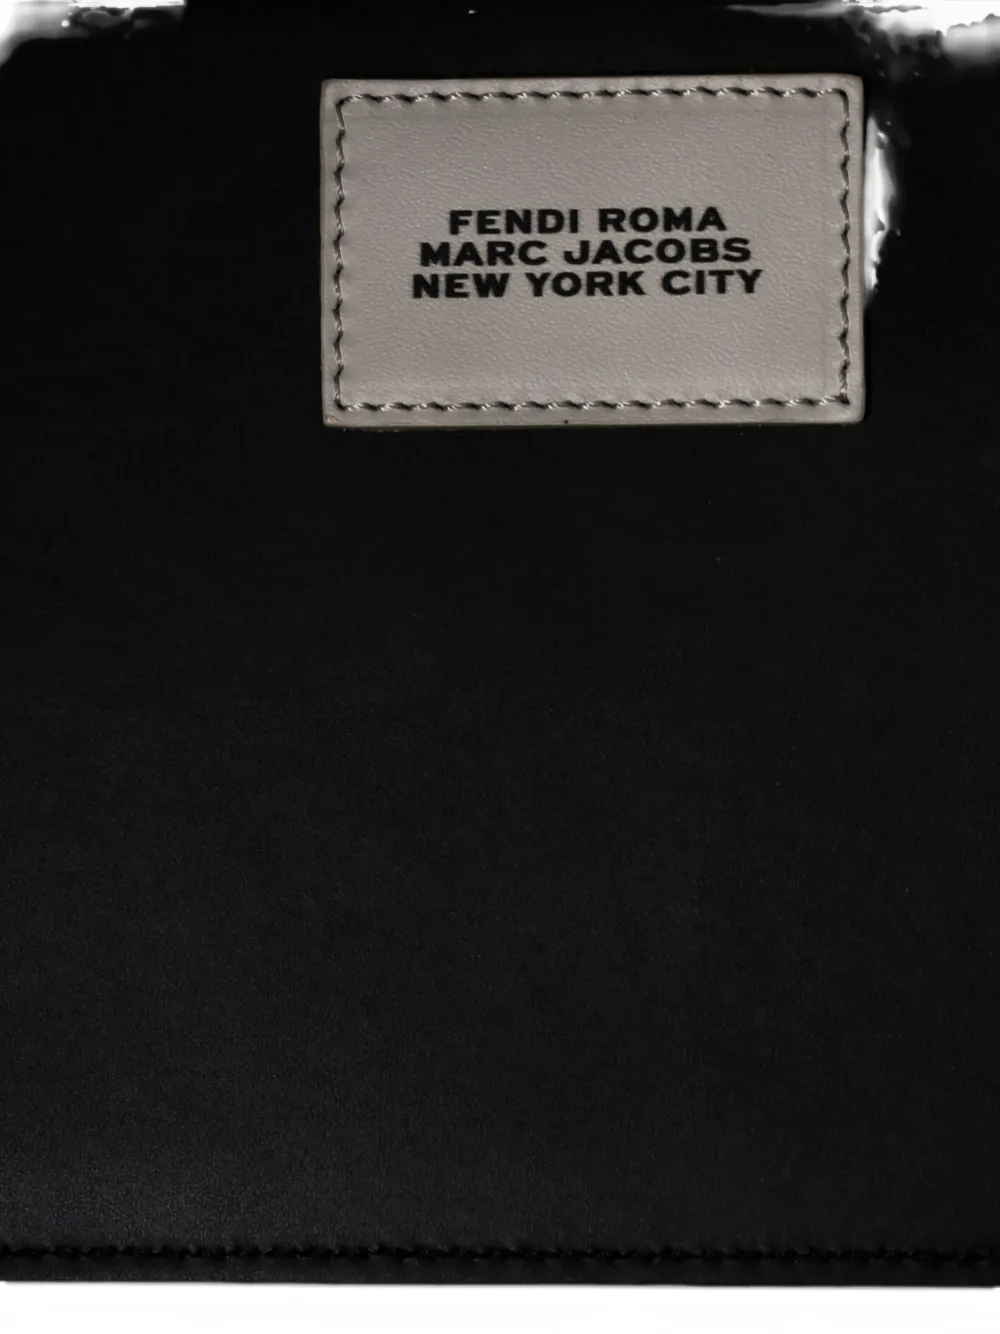 FENDI ROMA
MARC JACOBS
NEW YORK CITY